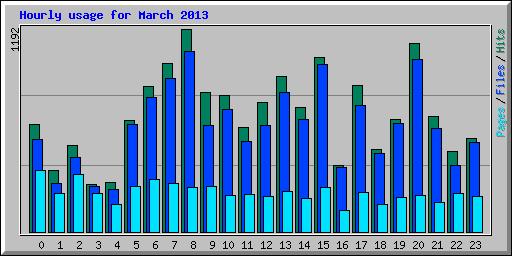 Hourly usage for March 2013
1192
Pages/Files/Hits
0 1 2 3 4 5 6 7 8 9 10 11 12 13 14 15 16 17 18 19 20 21 22 23